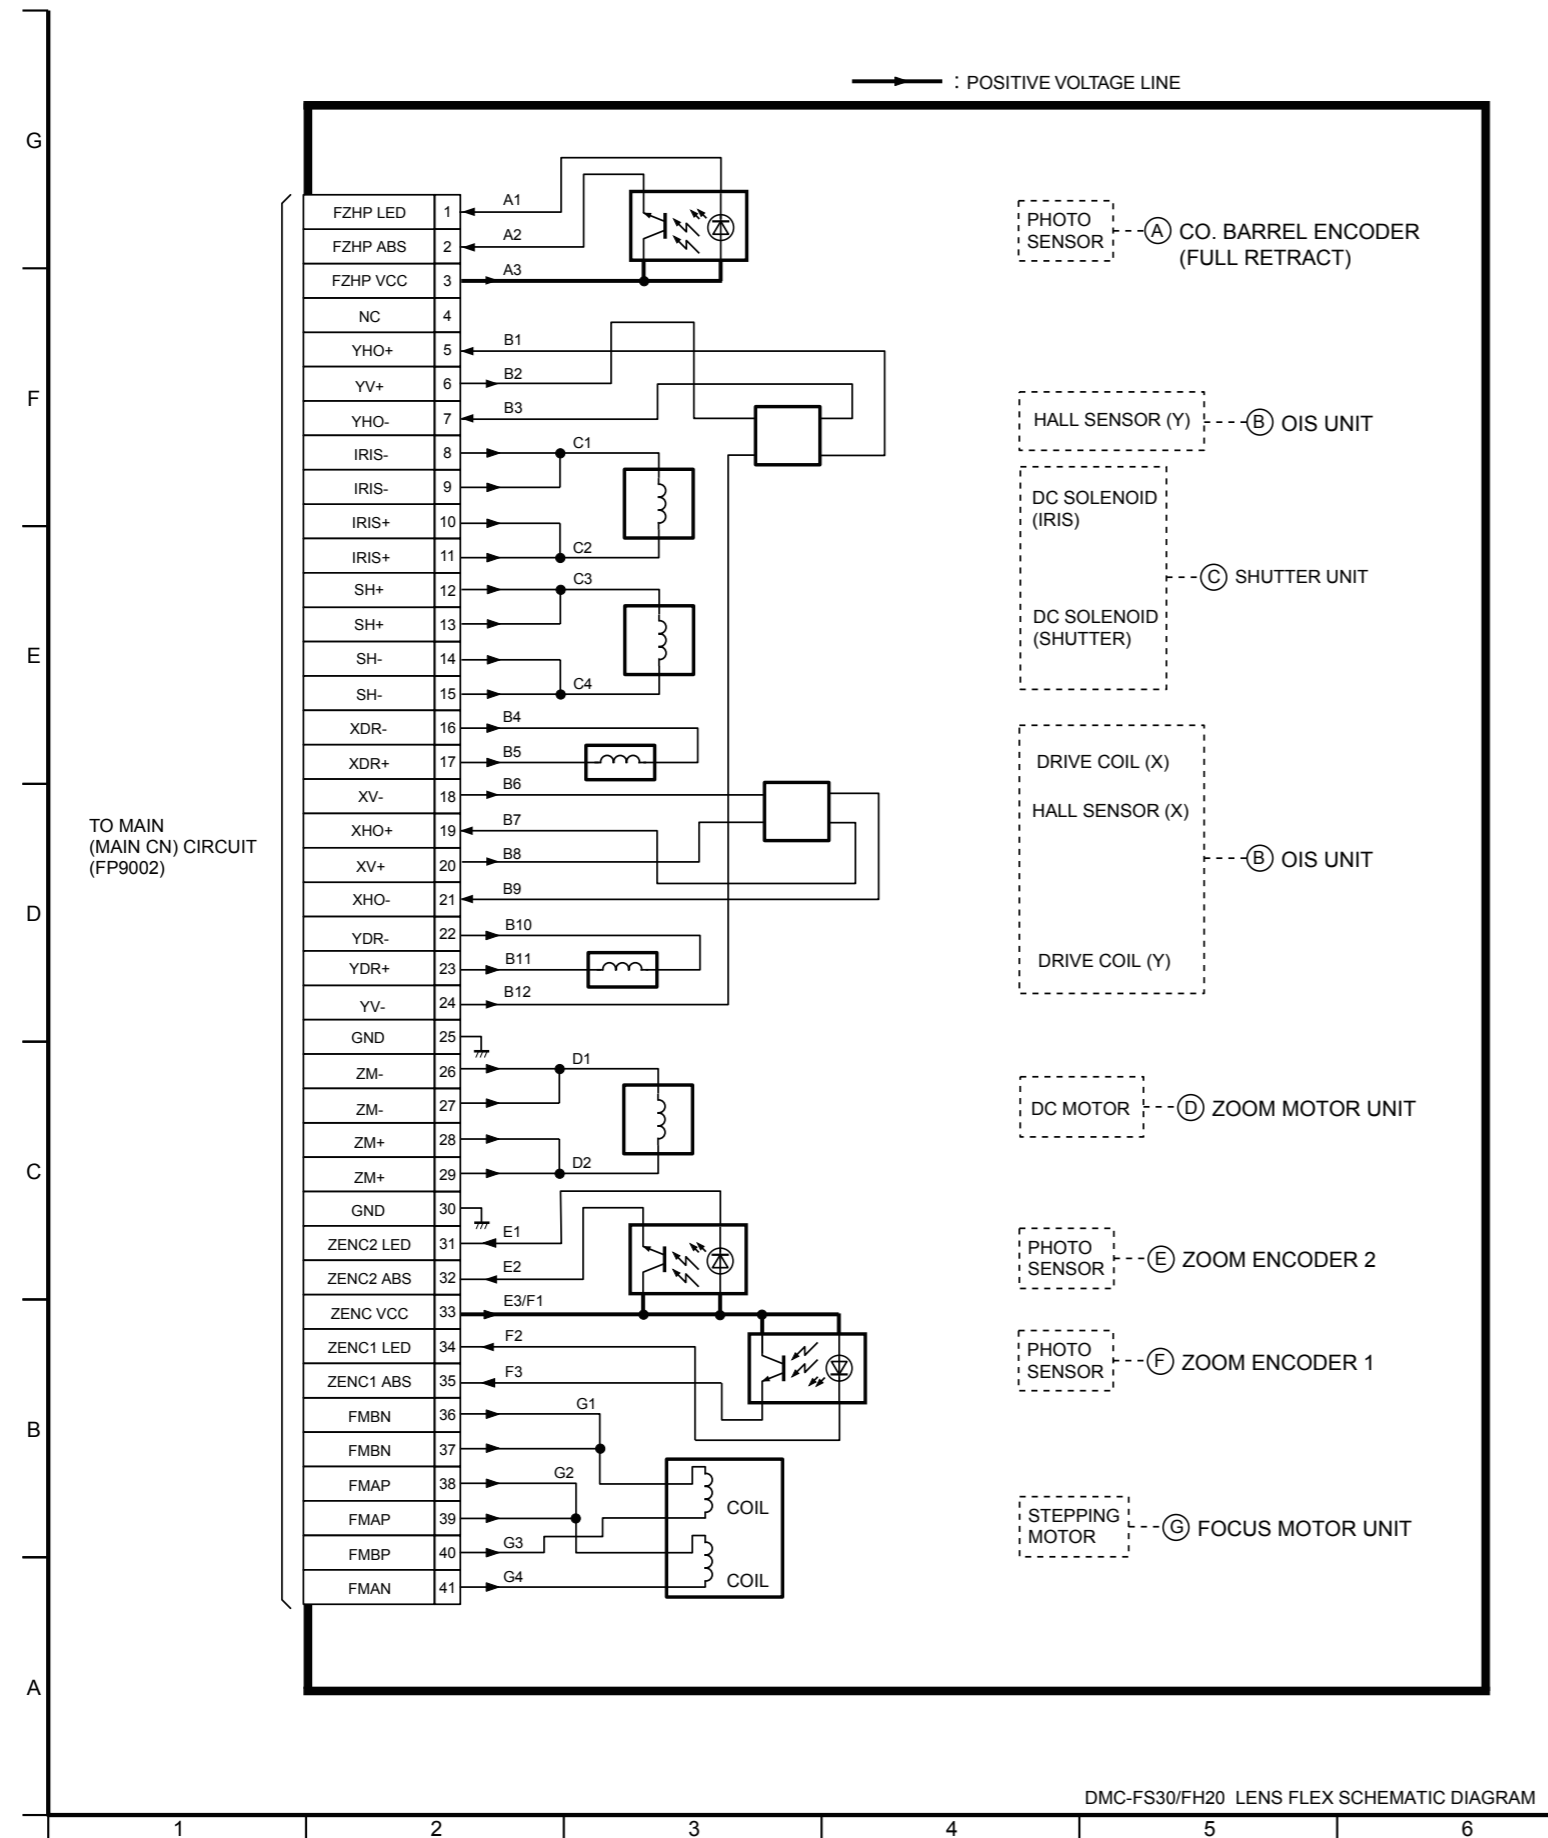 : POSITIVE VOLTAGE LINE
G
F
E
D
C
B
A
TO MAIN
(MAIN CN) CIRCUIT
(FP9002)
FZHP LED 1 A1
FZHP ABS 2 A2
FZHP VCC 3 A3
NC 4
YHO+ 5 B1
YV+ 6 B2
YHO- 7 B3
IRIS- 8 C1
IRIS- 9
IRIS+ 10
IRIS+ 11 C2
SH+ 12 C3
SH+ 13
SH- 14
SH- 15 C4
XDR- 16 B4
XDR+ 17 B5
XV- 18 B6
XHO+ 19 B7
XV+ 20 B8
XHO- 21 B9
YDR- 22 B10
YDR+ 23 B11
YV- 24 B12
GND 25
ZM- 26 D1
ZM- 27
ZM+ 28
ZM+ 29 D2
GND 30
ZENC2 LED 31 E1
ZENC2 ABS 32 E2
ZENC VCC 33 E3/F1
ZENC1 LED 34 F2
ZENC1 ABS 35 F3
FMBN 36 G1
FMBN 37
FMAP 38 G2
FMAP 39
FMBP 40 G3
FMAN 41 G4
COIL
COIL
PHOTO
SENSOR
A CO. BARREL ENCODER
(FULL RETRACT)
HALL SENSOR (Y)
B OIS UNIT
DC SOLENOID
(IRIS)
C SHUTTER UNIT
DC SOLENOID
(SHUTTER)
DRIVE COIL (X)
HALL SENSOR (X)
B OIS UNIT
DRIVE COIL (Y)
DC MOTOR
D ZOOM MOTOR UNIT
PHOTO
SENSOR
E ZOOM ENCODER 2
PHOTO
SENSOR
F ZOOM ENCODER 1
STEPPING
MOTOR
G FOCUS MOTOR UNIT
DMC-FS30/FH20 LENS FLEX SCHEMATIC DIAGRAM
1 2 3 4 5 6